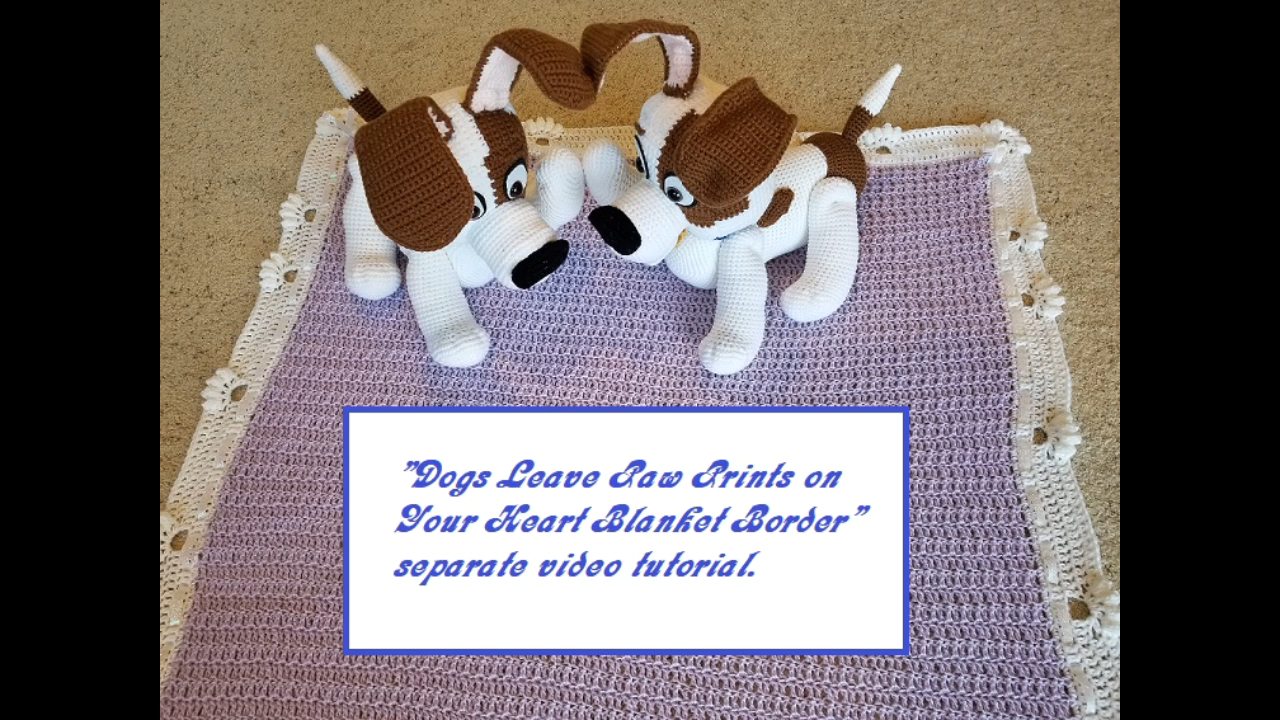 "Dogs Leave Paw Prints on
Your Heart Blanket Border"
separate video tutorial.